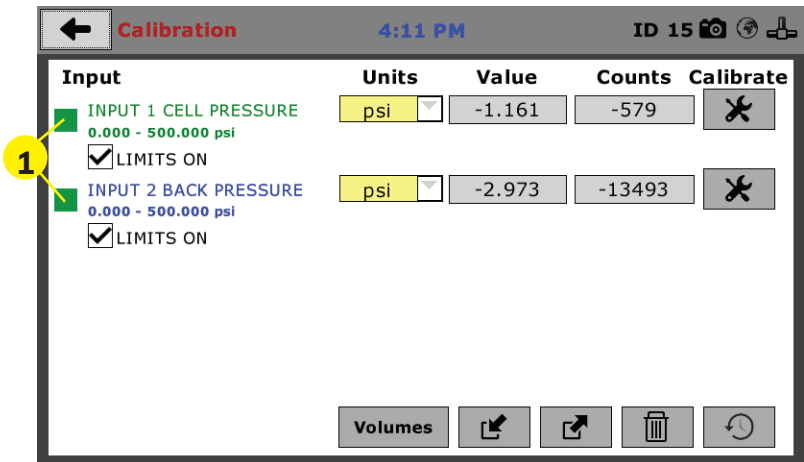 Calibration 4:11 PM ID 15
Input Units Value Counts Calibrate
INPUT 1 CELL PRESSURE psi -1.161 -579
0.000 - 500.000 psi
LIMITS ON
1
INPUT 2 BACK PRESSURE psi -2.973 -13493
0.000 - 500.000 psi
LIMITS ON
Volumes